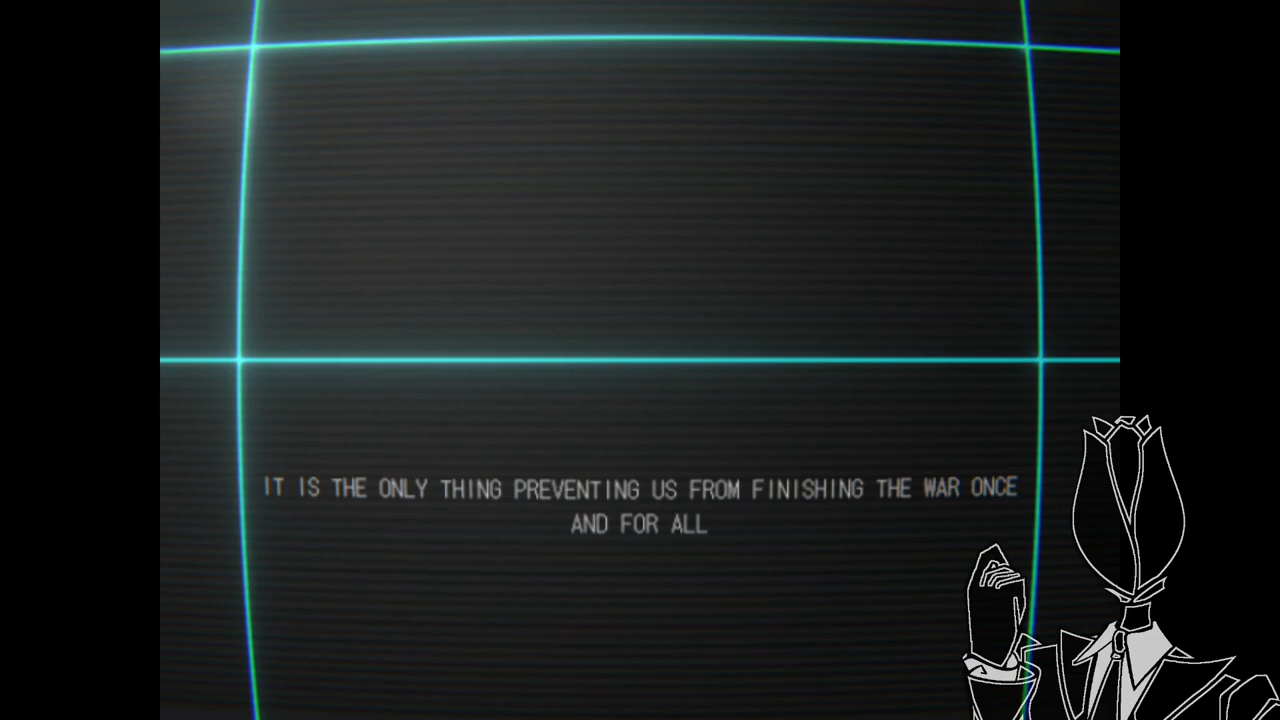 IT IS THE ONLY THING PREVENTING US FROM FINISHING THE WAR ONCE
AND FOR ALL